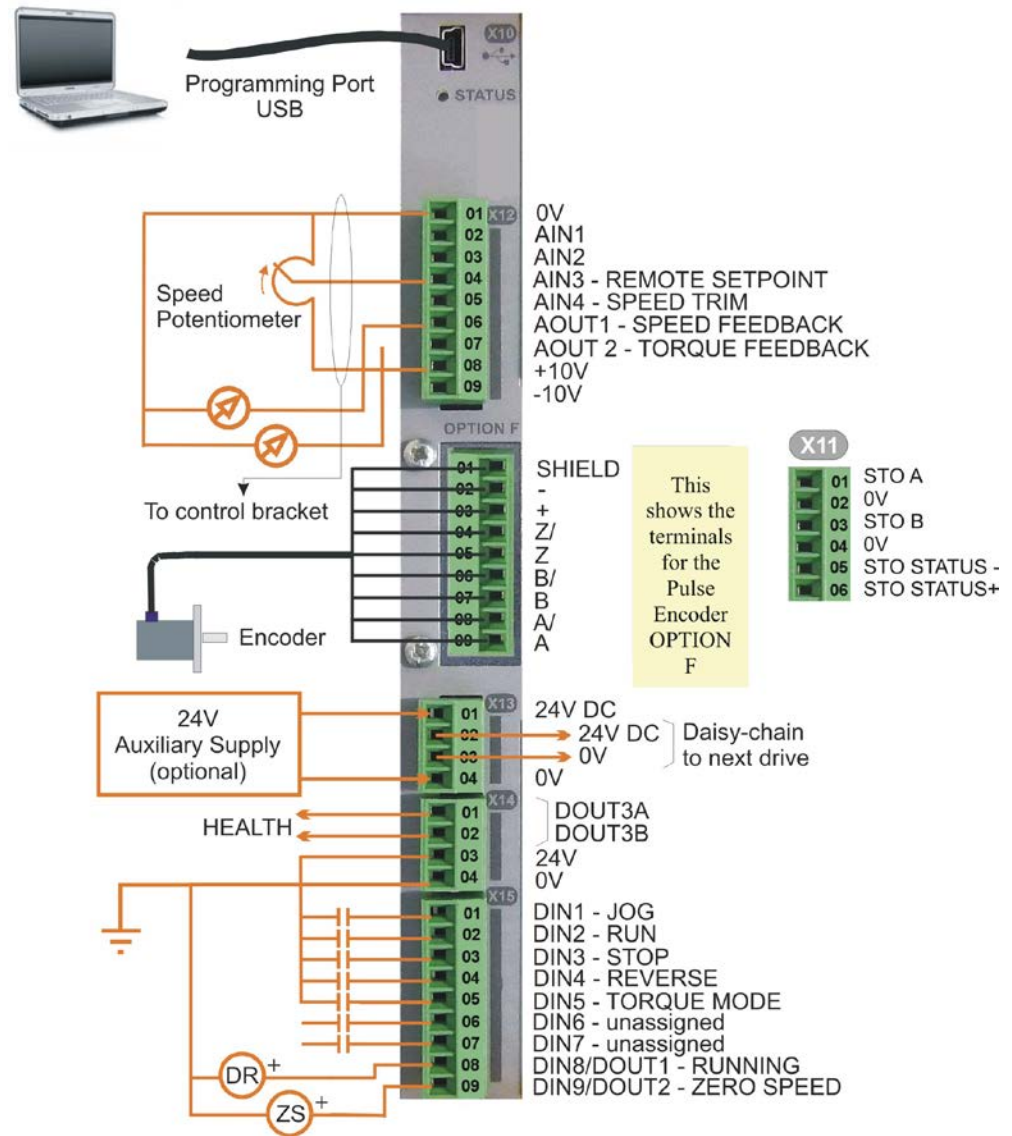 X10
Programming Port
USB
STATUS
01 X12 0V
02 AIN1
03 AIN2
04 AIN3 - REMOTE SETPOINT
05 AIN4 - SPEED TRIM
06 AOUT1 - SPEED FEEDBACK
07 AOUT 2 - TORQUE FEEDBACK
08 +10V
09 -10V
Speed
Potentiometer
OPTION F
To control bracket
01 SHIELD
02 -
03 +
04 Z/
05 Z
06 B/
07 B
08 A/
09 A
Encoder
This
shows the
terminals
for the
Pulse
Encoder
OPTION
F
X11
01 STO A
02 0V
03 STO B
04 0V
05 STO STATUS -
06 STO STATUS+
24V
Auxiliary Supply
(optional)
X13
01 24V DC
02 24V DC
03 0V
04 0V
Daisy-chain
to next drive
HEALTH
X14
01 DOUT3A
02 DOUT3B
03 24V
04 0V
X15
01 DIN1 - JOG
02 DIN2 - RUN
03 DIN3 - STOP
04 DIN4 - REVERSE
05 DIN5 - TORQUE MODE
06 DIN6 - unassigned
07 DIN7 - unassigned
08 DIN8/DOUT1 - RUNNING
09 DIN9/DOUT2 - ZERO SPEED
DR +
ZS +